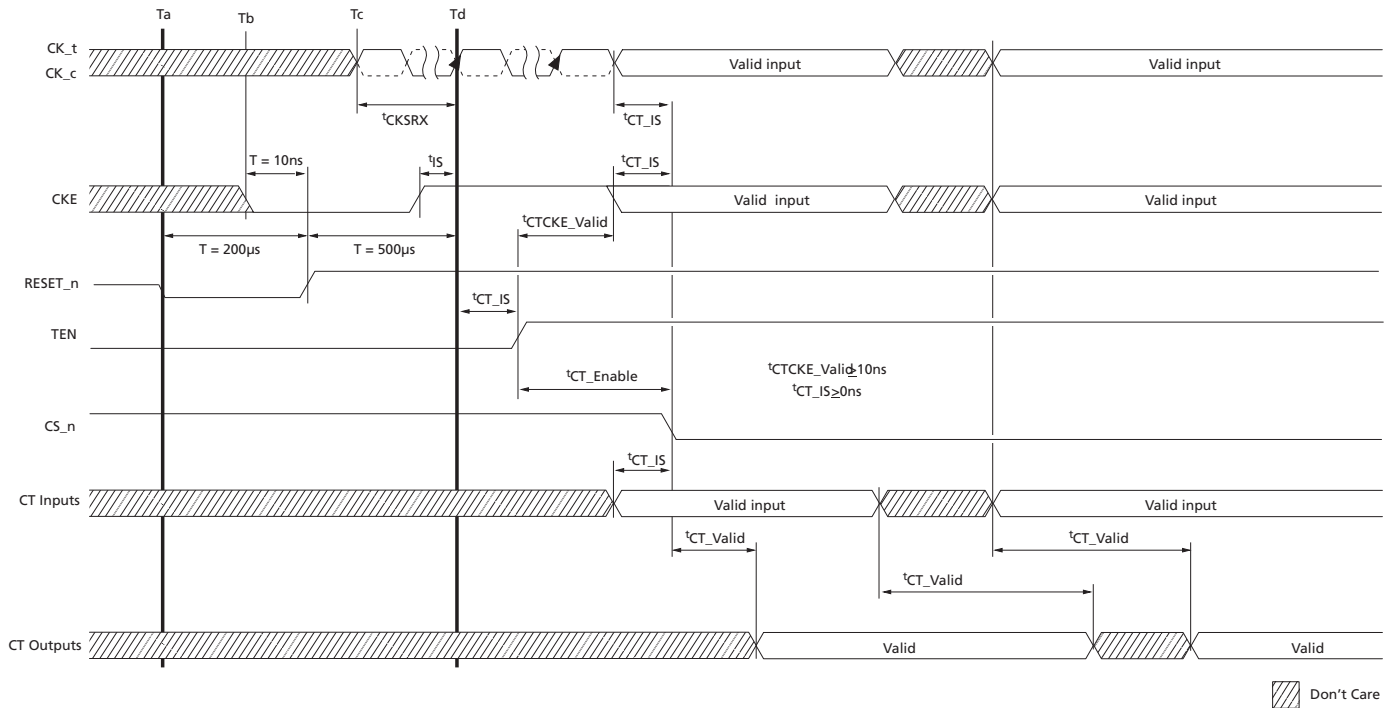 Ta
Tb
Tc
Td
CK_t
CK_c
Valid input
Valid input
tCKSRX
tCT_IS
T = 10ns
tIS
tCT_IS
CKE
Valid input
Valid input
tCTCKE_Valid
T = 200µs
T = 500µs
RESET_n
tCT_IS
TEN
tCT_Enable
tCTCKE_Valid≥10ns
tCT_IS≥0ns
CS_n
tCT_IS
CT Inputs
Valid input
Valid input
tCT_Valid
tCT_Valid
tCT_Valid
CT Outputs
Valid
Valid
Don't Care